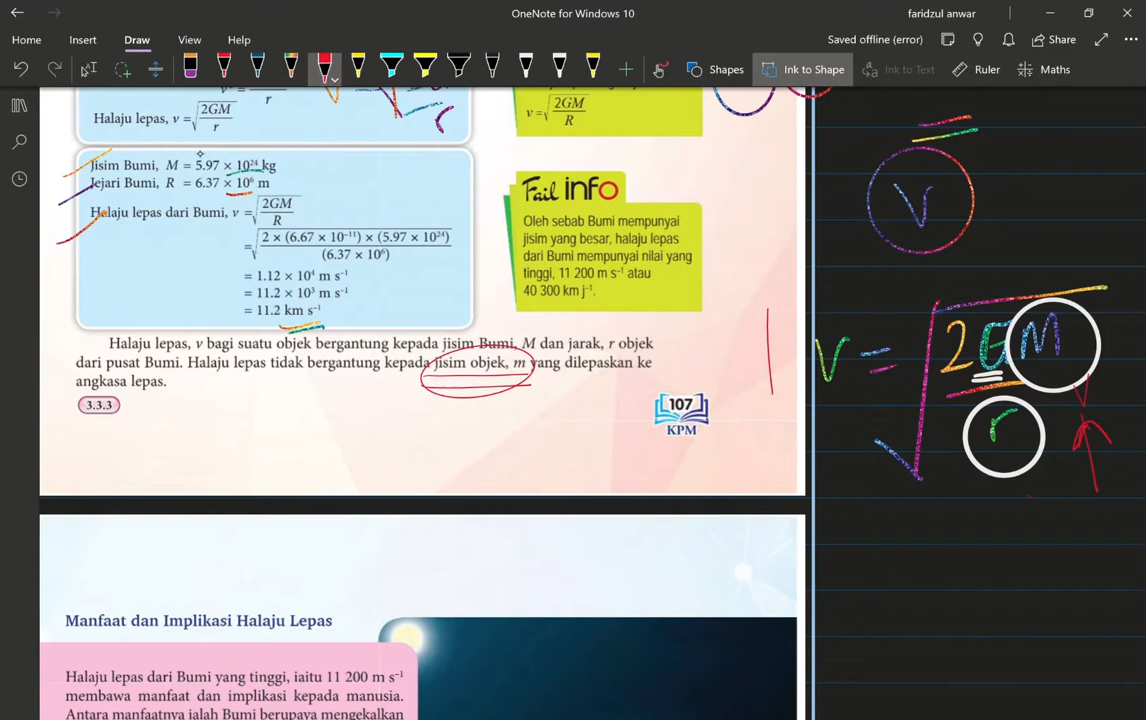 OneNote for Windows 10
faridzul anwar
Home
Insert
Draw
View
Help
Saved offline (error)
Share
Shapes
Ink to Shape
Ink to Text
Ruler
Maths
r
Halaju lepas, v = √2GM/r
v = √2GM/R
Jisim Bumi, M = 5.97 × 10²⁴ kg
Jejari Bumi, R = 6.37 × 10⁶ m
Halaju lepas dari Bumi, v = √2GM/R
= √2 × (6.67 × 10⁻¹¹) × (5.97 × 10²⁴)/(6.37 × 10⁶)
= 1.12 × 10⁴ m s⁻¹
= 11.2 × 10³ m s⁻¹
= 11.2 km s⁻¹
Fail info
Oleh sebab Bumi mempunyai
jisim yang besar, halaju lepas
dari Bumi mempunyai nilai yang
tinggi, 11 200 m s⁻¹ atau
40 300 km j⁻¹.
Halaju lepas, v bagi suatu objek bergantung kepada jisim Bumi, M dan jarak, r objek
dari pusat Bumi. Halaju lepas tidak bergantung kepada jisim objek, m yang dilepaskan ke
angkasa lepas.
3.3.3
107
KPM
Manfaat dan Implikasi Halaju Lepas
Halaju lepas dari Bumi yang tinggi, iaitu 11 200 m s⁻¹
membawa manfaat dan implikasi kepada manusia.
Antara manfaatnya ialah Bumi berupaya mengekalkan
V
V = √2GM
r